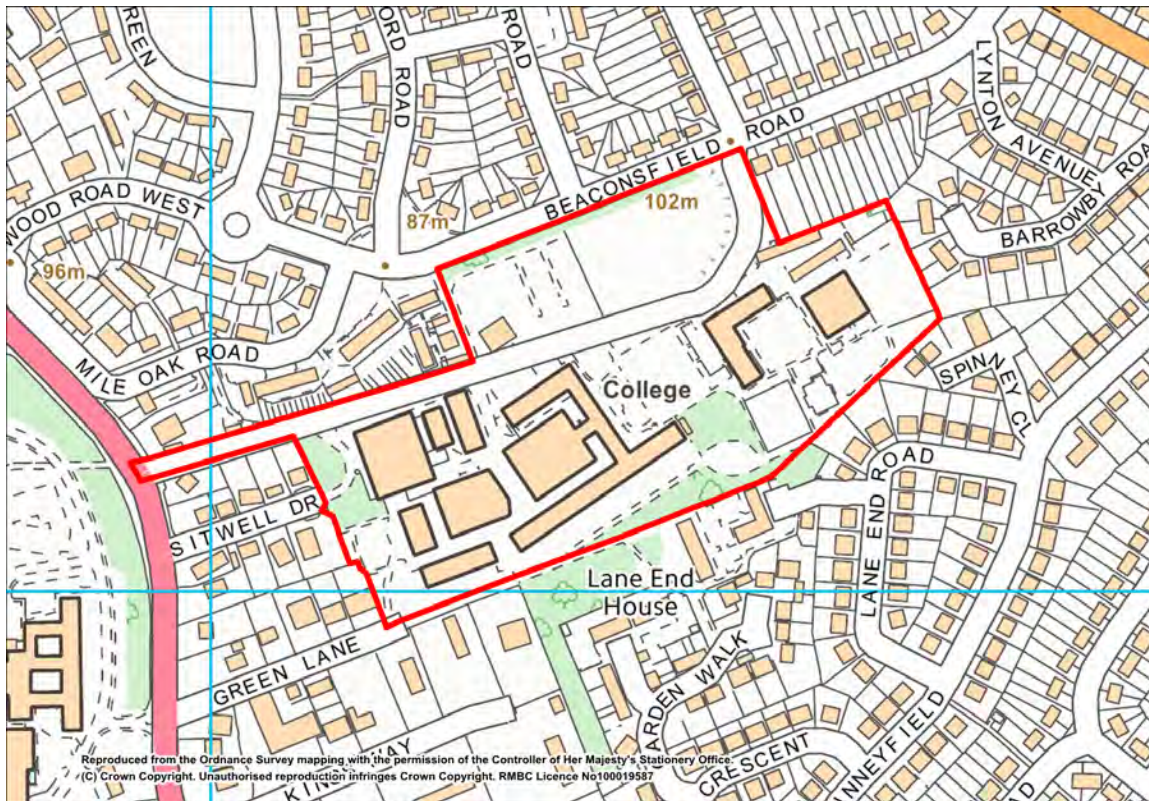 GREEN
ORD ROAD
ROAD
LYNTON AVENUE
BARROWBY ROA
BEACONSFIELD ROAD
WOOD ROAD WEST
102m
87m
96m
MILE OAK ROAD
College
SPINNEY CL
SITWELL DR
LANE END ROAD
Lane End
House
GREEN LANE
ARDEN WALK
CRESCENT
NNEYFIELD
ROAD
Reproduced from the Ordnance Survey mapping with the permission of the Controller of Her Majesty's Stationery Office.
(C) Crown Copyright. Unauthorised reproduction infringes Crown Copyright. RMBC Licence No100019587